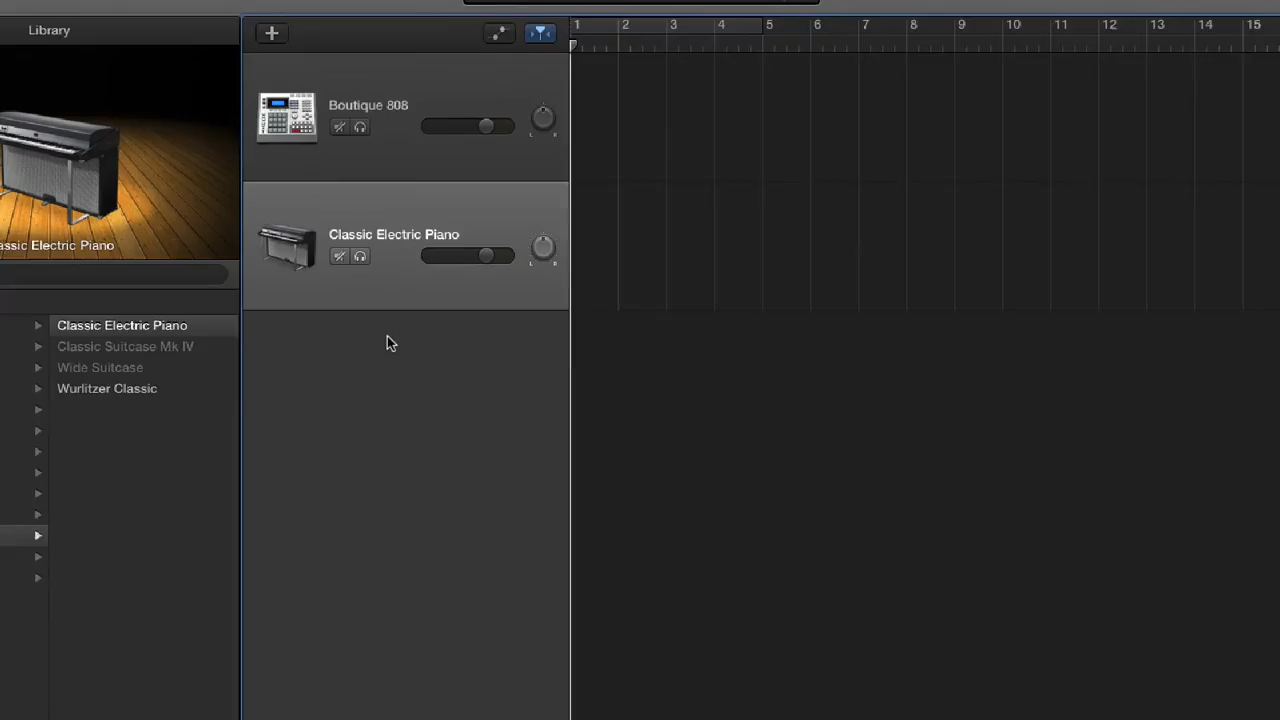 Library
1 2 3 4 5 6 7 8 9 10 11 12 13 14 15
Boutique 808
L R
Classic Electric Piano
L R
assic Electric Piano
Classic Electric Piano
Classic Suitcase Mk IV
Wide Suitcase
Wurlitzer Classic